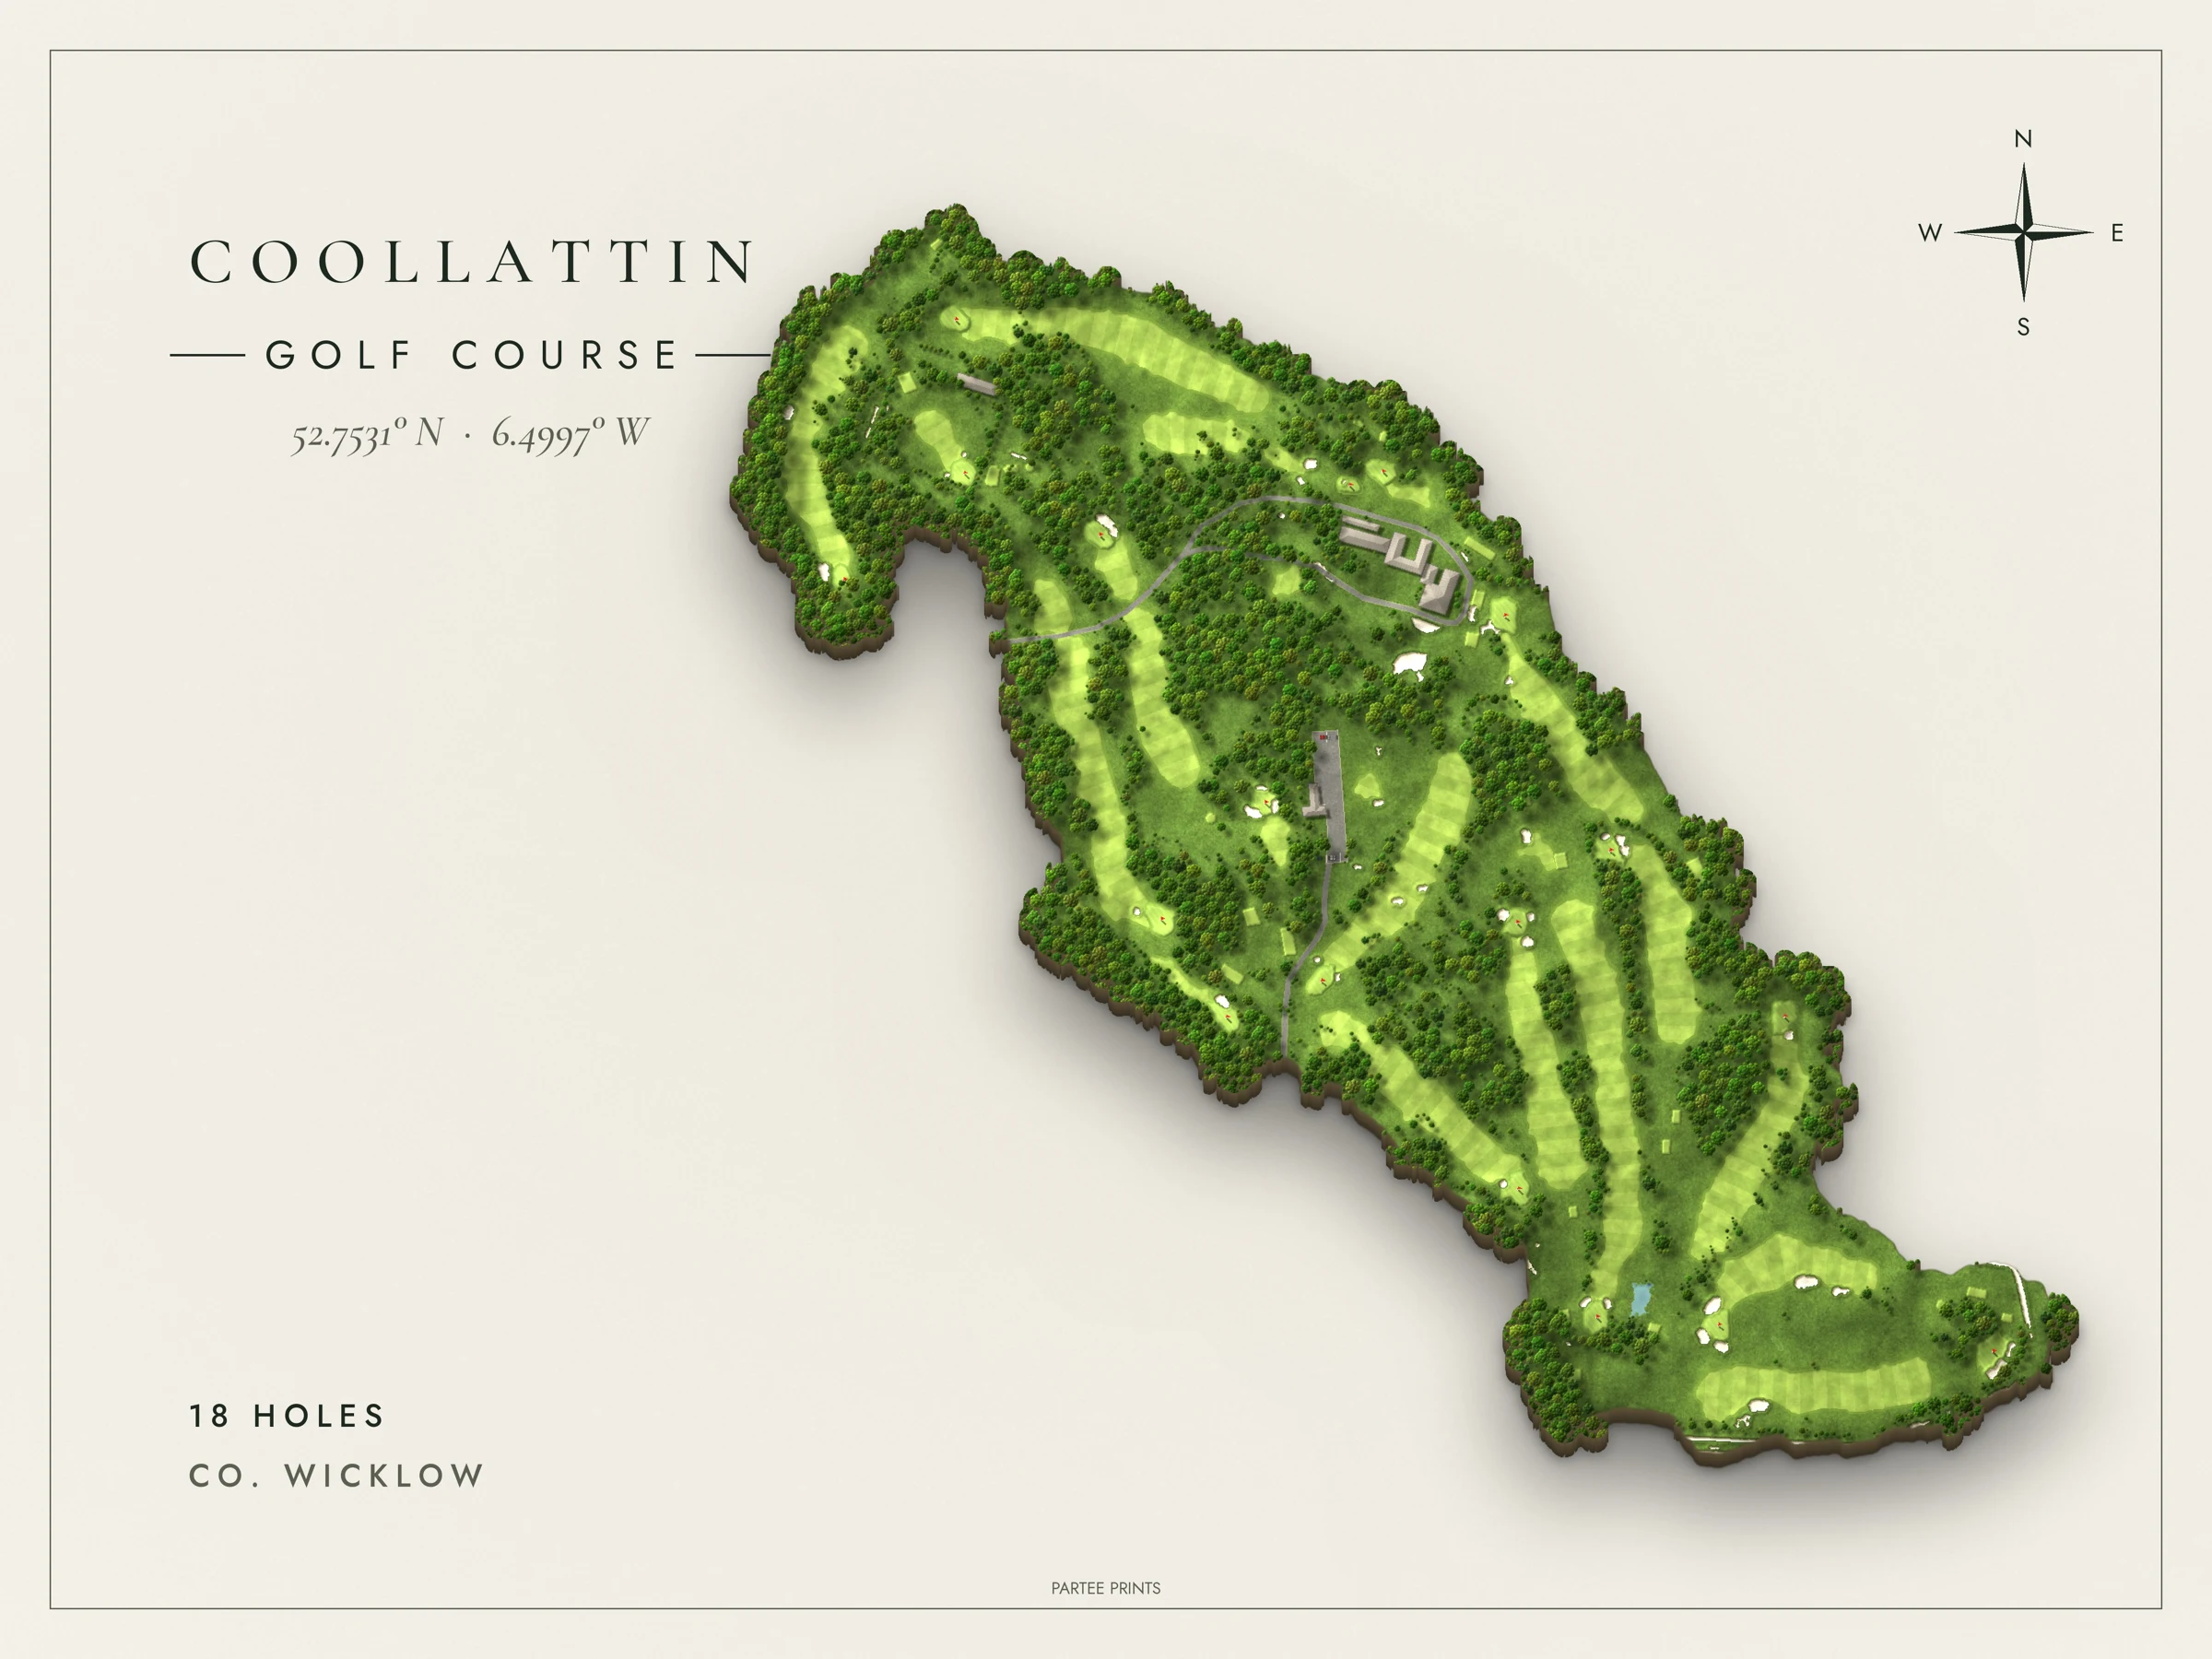 COOLLATTIN
GOLF COURSE
52.7531° N · 6.4997° W
N
W E
S
18 HOLES
CO. WICKLOW
PARTEE PRINTS